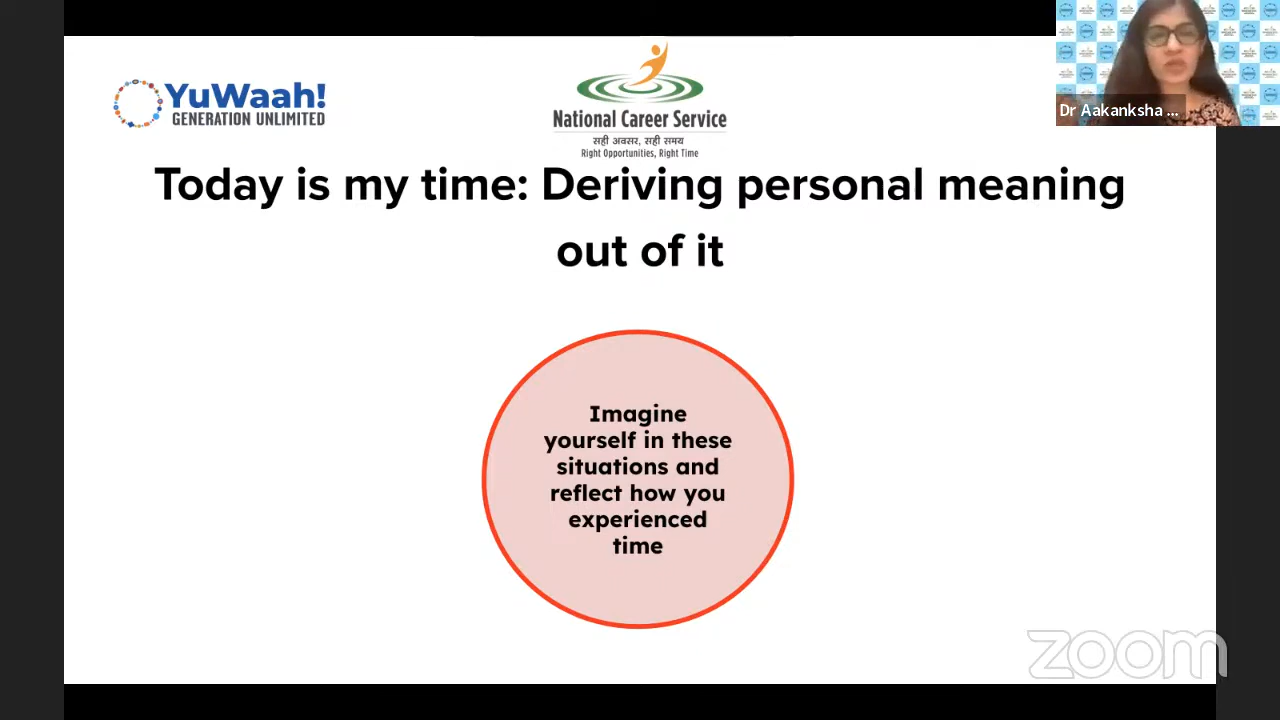 YuWaah!
GENERATION UNLIMITED
National Career Service
सही अवसर, सही समय
Right Opportunities, Right Time
Dr Aakanksha ...
Today is my time: Deriving personal meaning
out of it
Imagine
yourself in these
situations and
reflect how you
experienced
time
zoom